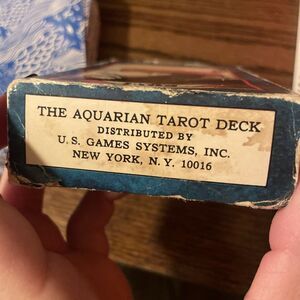 THE AQUARIAN TAROT DECK
DISTRIBUTED BY
U. S. GAMES SYSTEMS, INC.
NEW YORK, N. Y. 10016